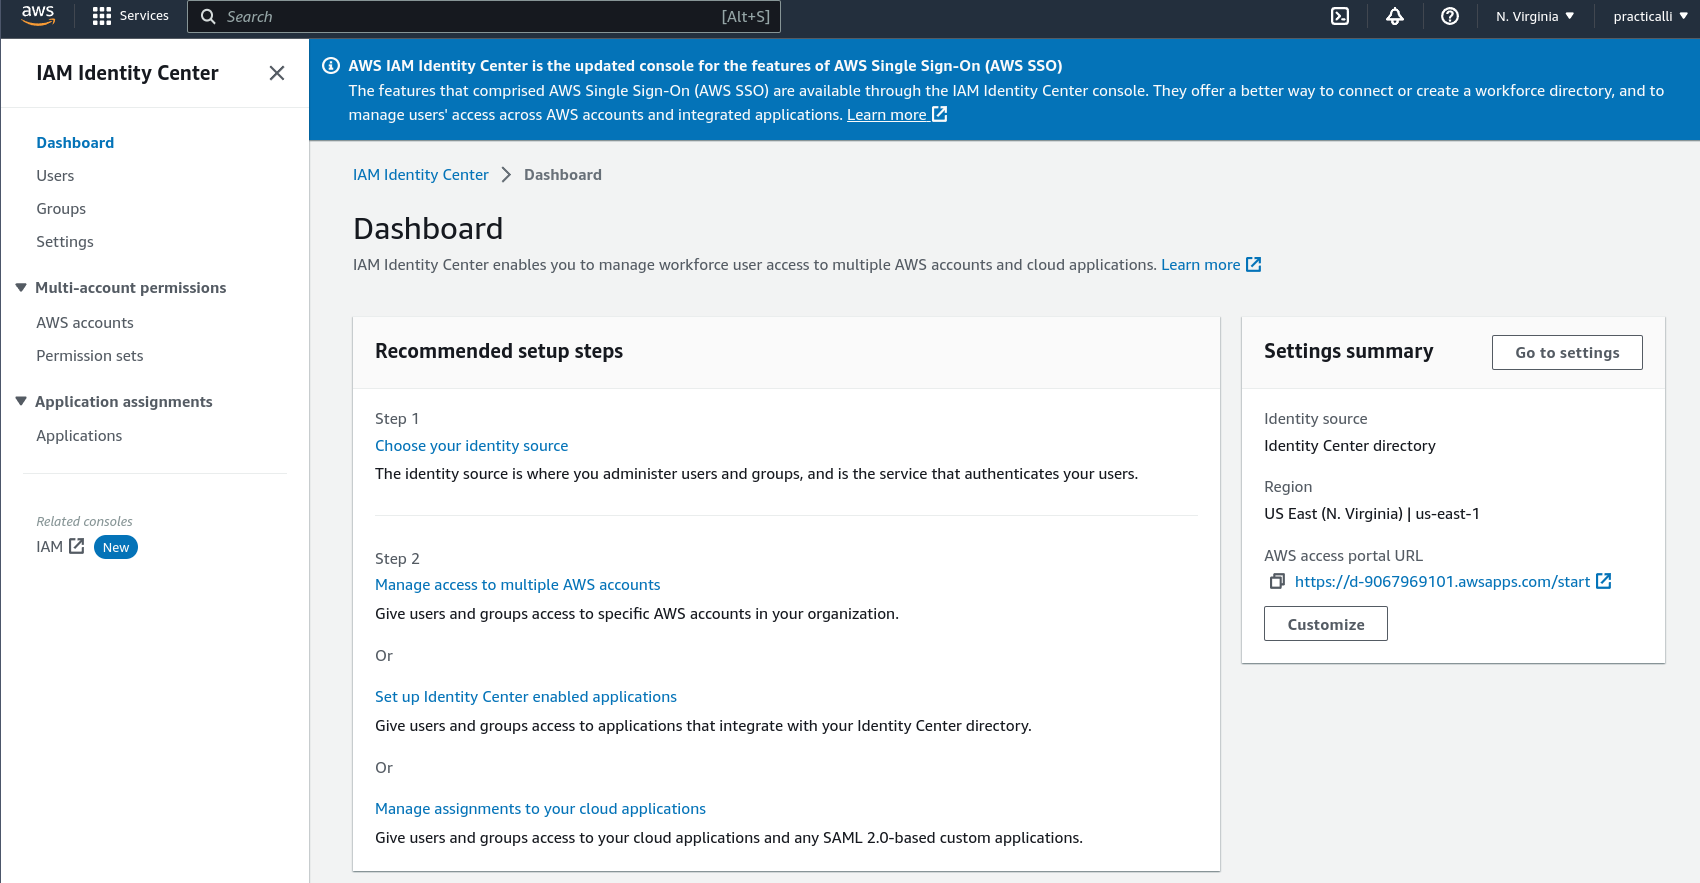 aws
Services
Search
[Alt+S]
N. Virginia
practicalli
IAM Identity Center
Dashboard
Users
Groups
Settings
Multi-account permissions
AWS accounts
Permission sets
Application assignments
Applications
Related consoles
IAM
New
AWS IAM Identity Center is the updated console for the features of AWS Single Sign-On (AWS SSO)
The features that comprised AWS Single Sign-On (AWS SSO) are available through the IAM Identity Center console. They offer a better way to connect or create a workforce directory, and to
manage users' access across AWS accounts and integrated applications. Learn more
IAM Identity Center
Dashboard
Dashboard
IAM Identity Center enables you to manage workforce user access to multiple AWS accounts and cloud applications. Learn more
Recommended setup steps
Step 1
Choose your identity source
The identity source is where you administer users and groups, and is the service that authenticates your users.
Step 2
Manage access to multiple AWS accounts
Give users and groups access to specific AWS accounts in your organization.
Or
Set up Identity Center enabled applications
Give users and groups access to applications that integrate with your Identity Center directory.
Or
Manage assignments to your cloud applications
Give users and groups access to your cloud applications and any SAML 2.0-based custom applications.
Settings summary
Go to settings
Identity source
Identity Center directory
Region
US East (N. Virginia) | us-east-1
AWS access portal URL
https://d-9067969101.awsapps.com/start
Customize